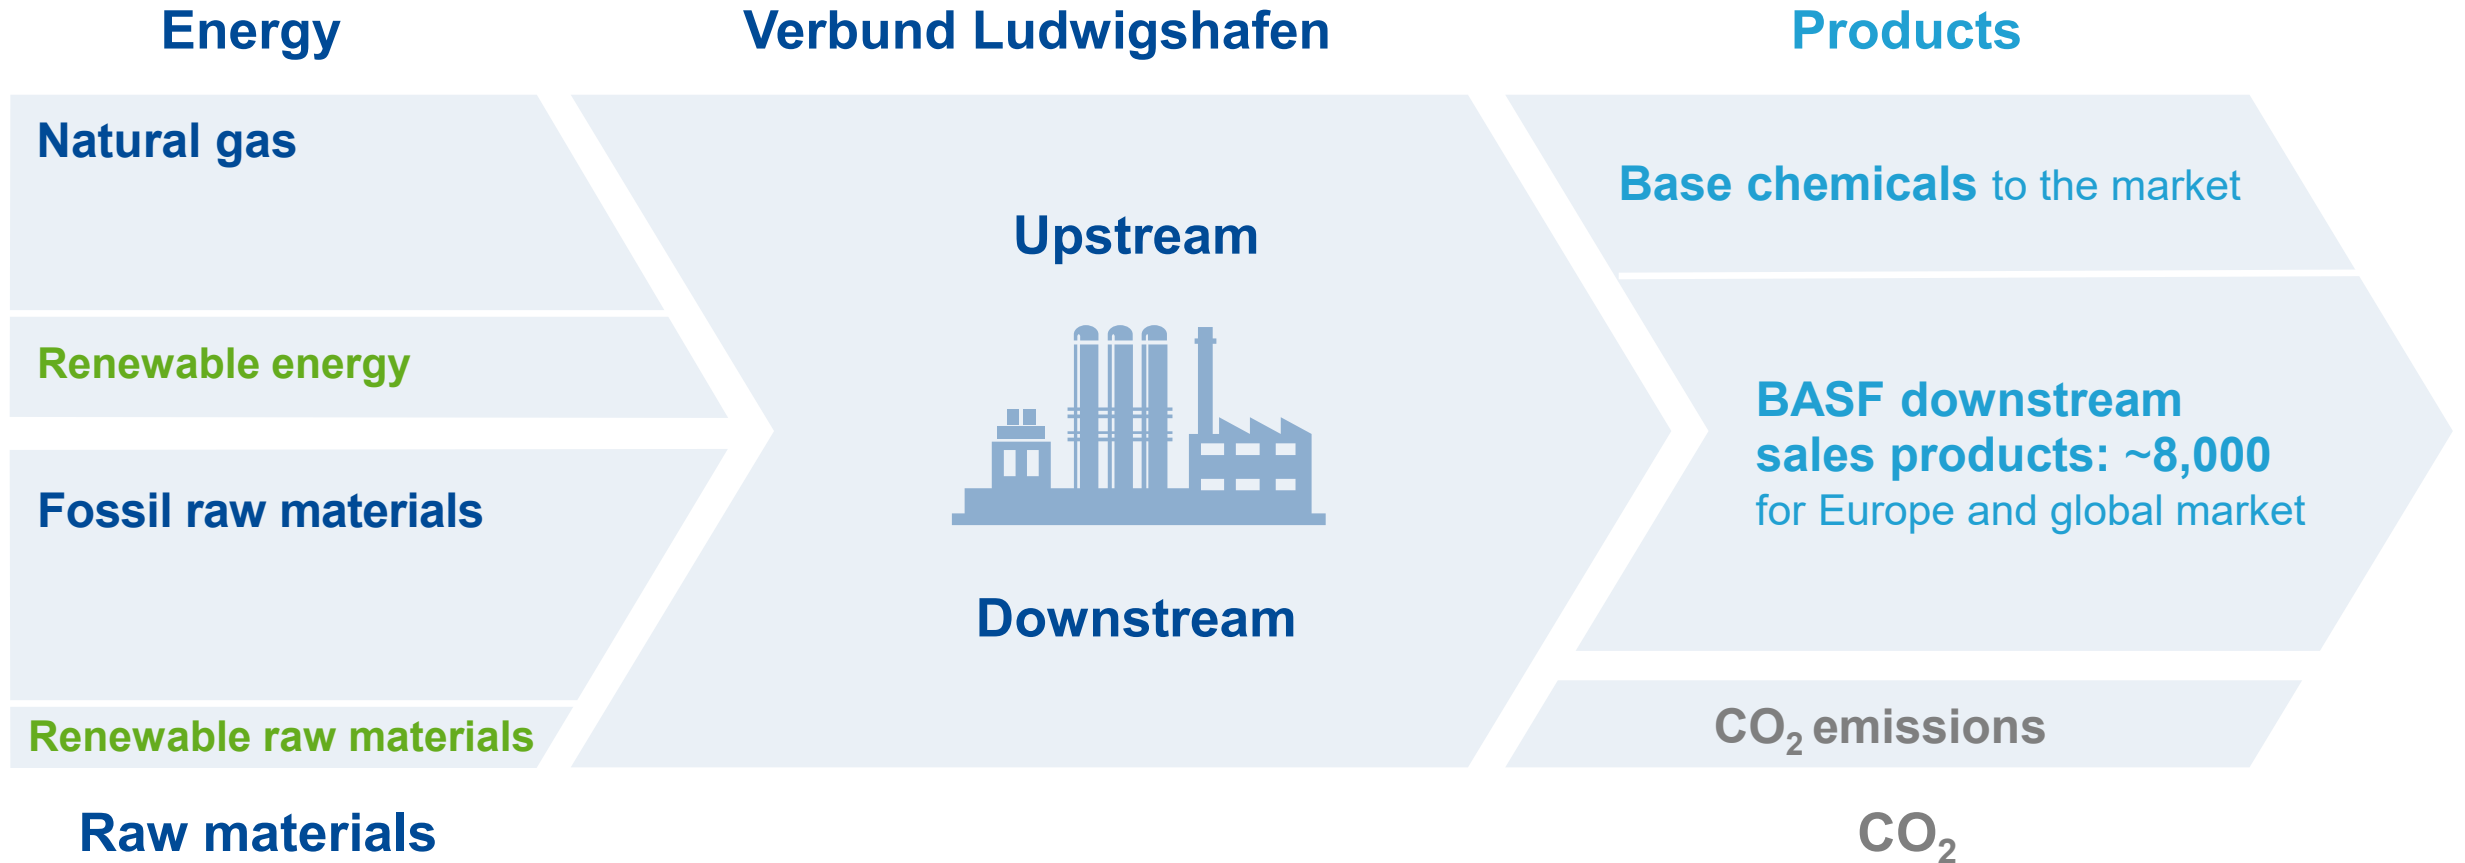 Energy
Verbund Ludwigshafen
Products
Natural gas
Renewable energy
Fossil raw materials
Renewable raw materials
Raw materials
Upstream
Downstream
Base chemicals to the market
BASF downstream
sales products: ~8,000
for Europe and global market
CO₂ emissions
CO₂